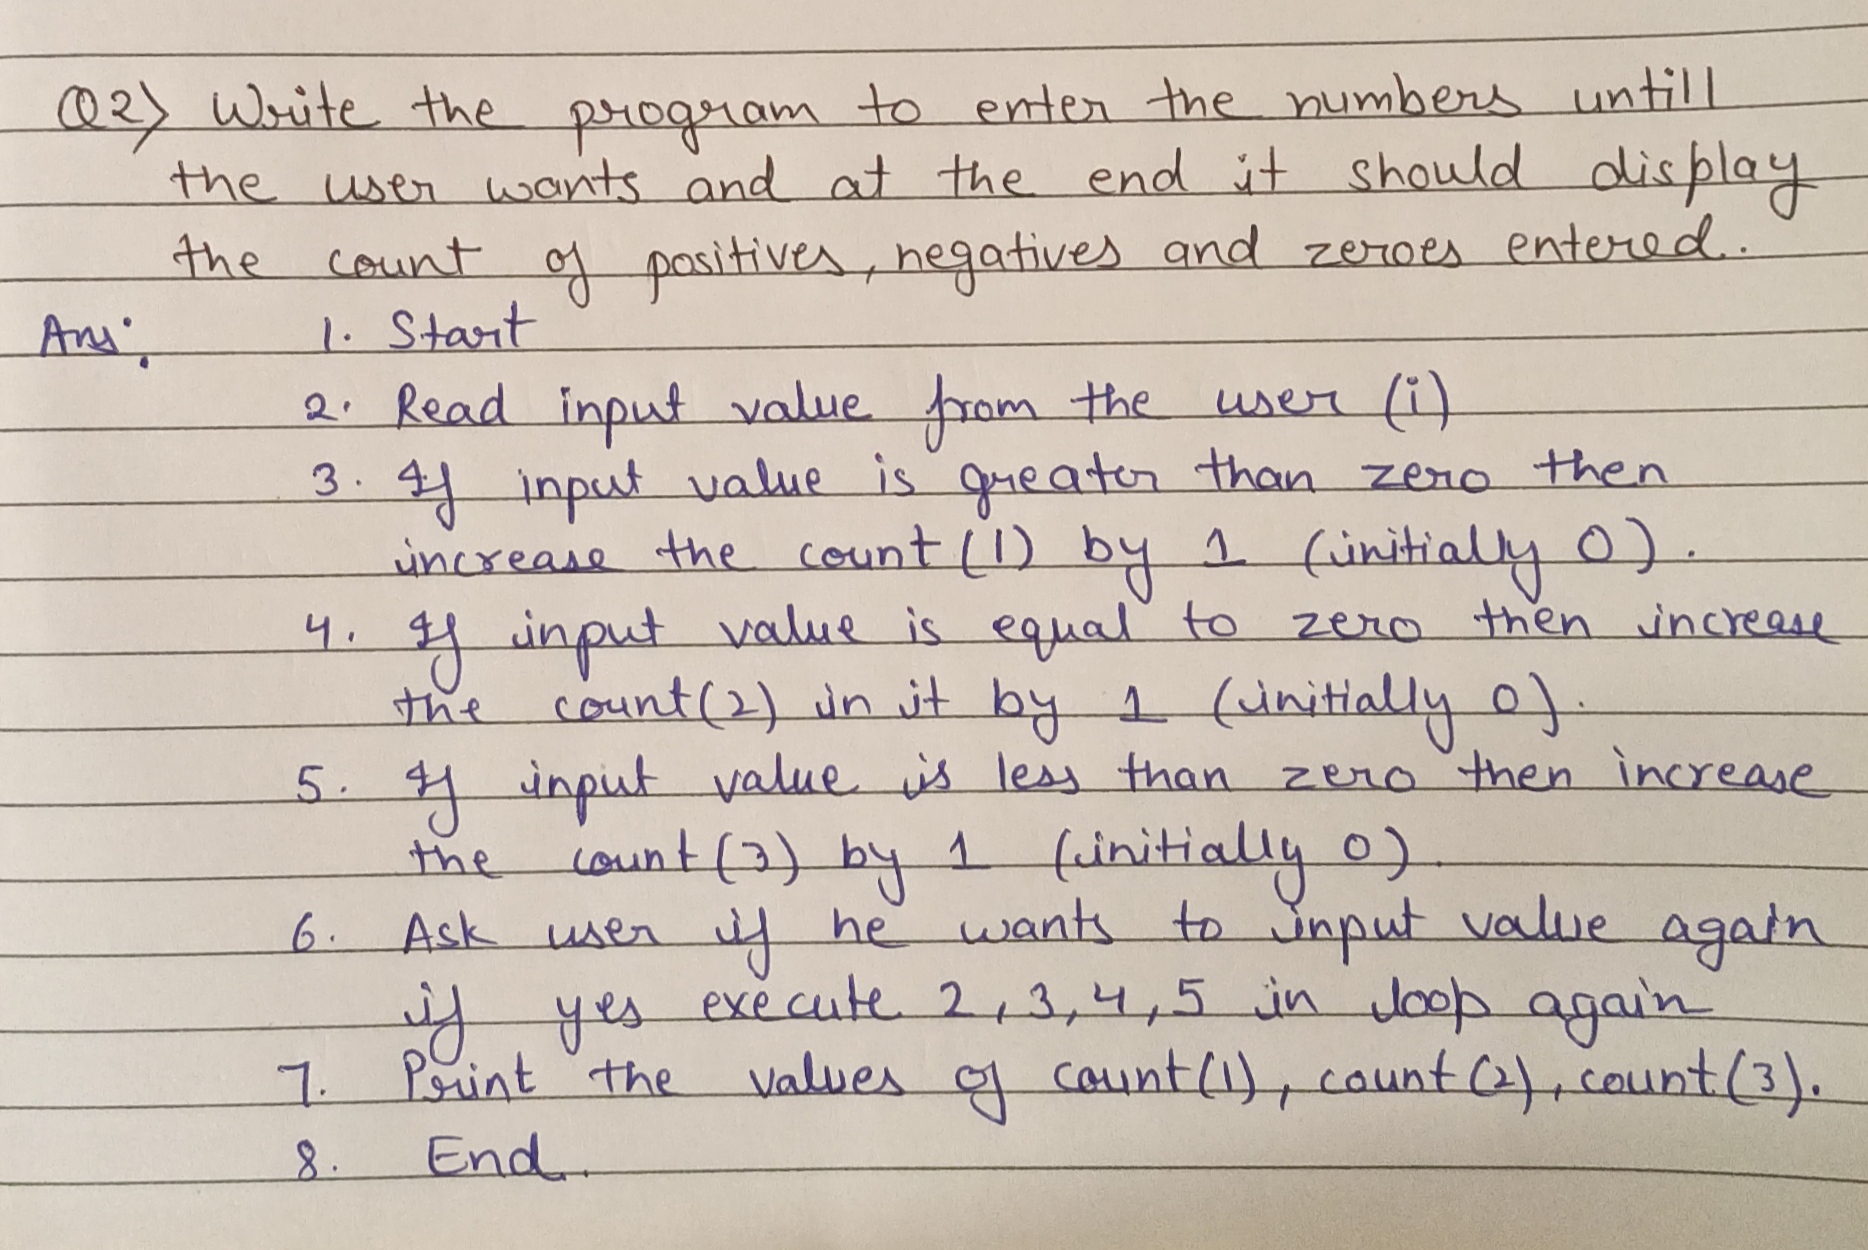 Q2) Write the program to enter the numbers untill
the user wants and at the end it should display
the count of positives, negatives and zeroes entered.
Ans: 1. Start
2. Read input value from the user (i)
3. If input value is greater than zero then
increase the count (1) by 1 (initially 0).
4. If input value is equal to zero then increase
the count(2) in it by 1 (initially 0).
5. If input value is less than zero then increase
the count (3) by 1 (initially 0).
6. Ask user if he wants to input value again
if yes execute 2, 3, 4, 5 in loop again
7. Print the values of count(1), count (2), count (3).
8. End.